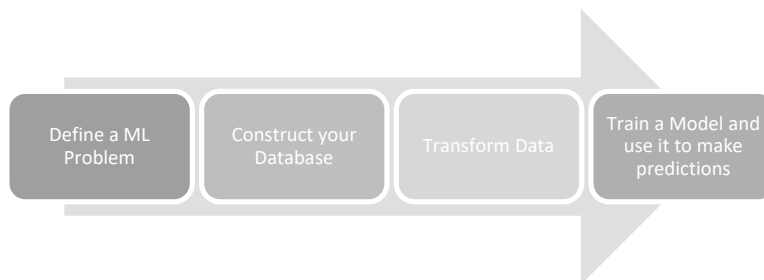 Define a ML
Problem
Construct your
Database
Transform Data
Train a Model and
use it to make
predictions